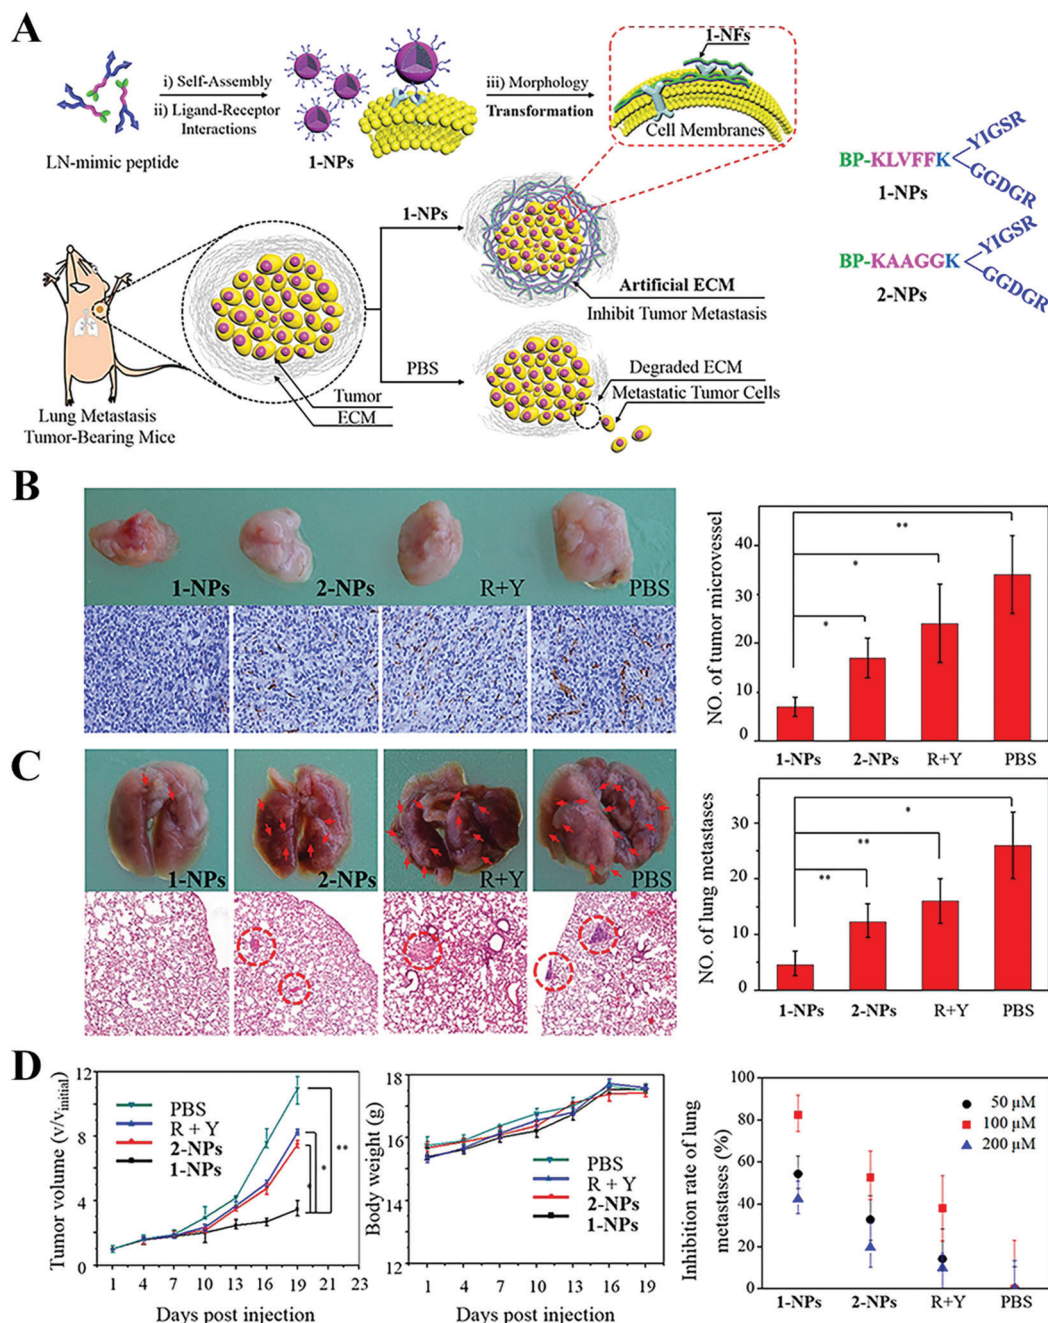 A
LN-mimic peptide
i) Self-Assembly
ii) Ligand-Receptor
Interactions
1-NPs
iii) Morphology
Transformation
1-NFs
Cell Membranes
BP-KLVFFK
YIGSR
GGDGR
1-NPs
BP-KAAGGK
YIGSR
GGDGR
2-NPs
Lung Metastasis
Tumor-Bearing Mice
Tumor
ECM
1-NPs
PBS
Artificial ECM
Inhibit Tumor Metastasis
Degraded ECM
Metastatic Tumor Cells
B
1-NPs
2-NPs
R+Y
PBS
NO. of tumor microvessel
40
30
20
10
0
**
*
*
1-NPs
2-NPs
R+Y
PBS
C
1-NPs
2-NPs
R+Y
PBS
NO. of lung metastases
30
20
10
0
*
**
**
1-NPs
2-NPs
R+Y
PBS
D
Tumor volume (v/vinitial)
12
8
4
0
PBS
R + Y
2-NPs
1-NPs
**
*
*
1 4 7 10 13 16 19 21 23
Days post injection
Body weight (g)
18
16
14
12
PBS
R + Y
2-NPs
1-NPs
1 4 7 10 13 16 19
Days post injection
Inhibition rate of lung
metastases (%)
100
80
60
40
20
0
50 μM
100 μM
200 μM
1-NPs
2-NPs
R+Y
PBS